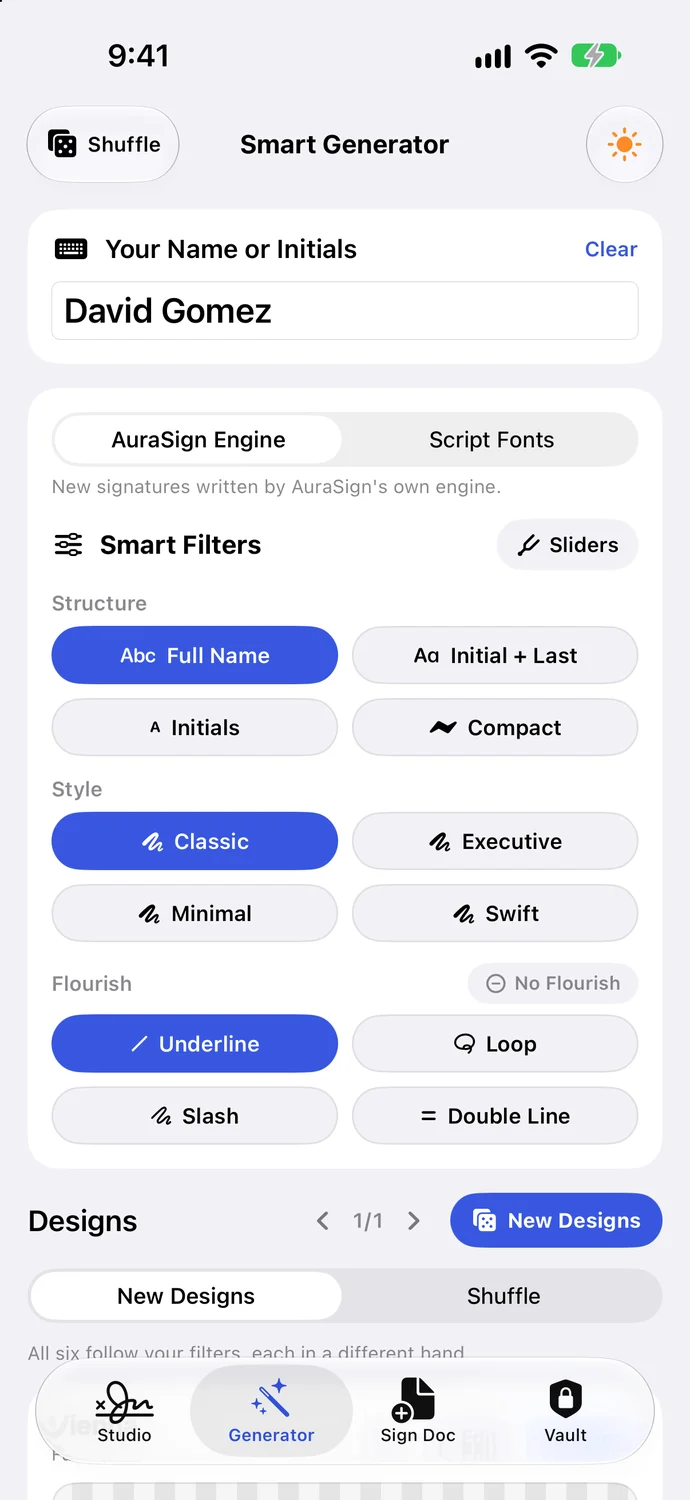 9:41
Shuffle Smart Generator
Your Name or Initials Clear
David Gomez
AuraSign Engine Script Fonts
New signatures written by AuraSign's own engine.
Smart Filters Sliders
Structure
Abc Full Name Aa Initial + Last
A Initials Compact
Style
Classic Executive
Minimal Swift
Flourish No Flourish
Underline Loop
Slash = Double Line
Designs 1/1 New Designs
New Designs Shuffle
All six follow your filters, each in a different hand
Studio Generator Sign Doc Vault